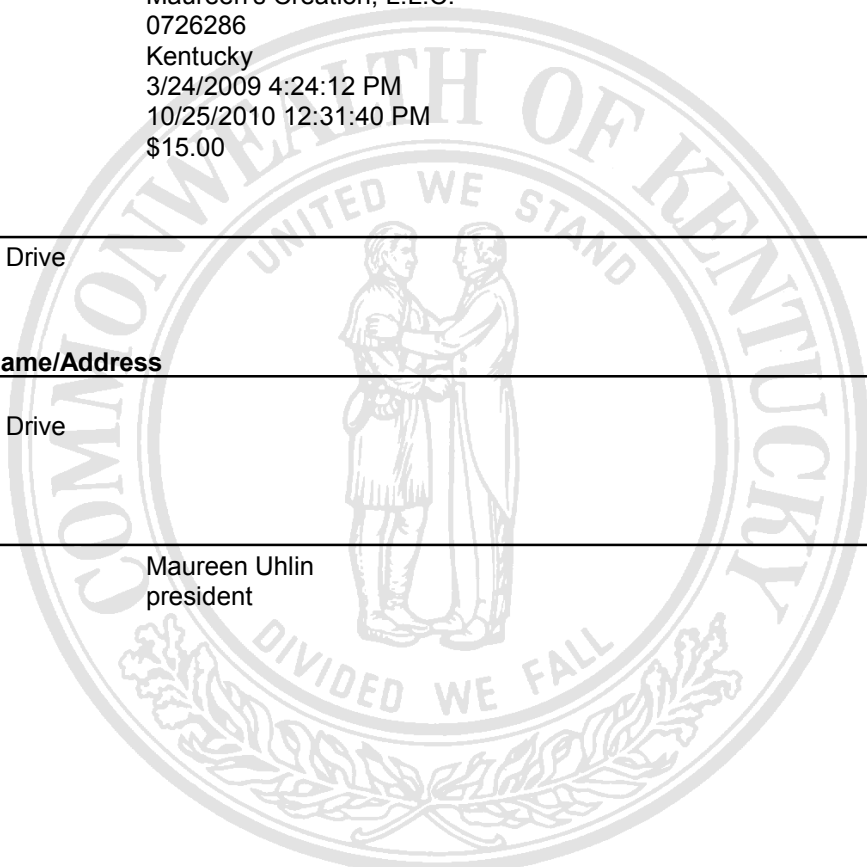 Maureen's Creation, L.L.C.
0726286
Kentucky
3/24/2009 4:24:12 PM
10/25/2010 12:31:40 PM
$15.00
Drive
ame/Address
Drive
Maureen Uhlin
president
COMMONWEALTH OF KENTUCKY
UNITED WE STAND
DIVIDED WE FALL